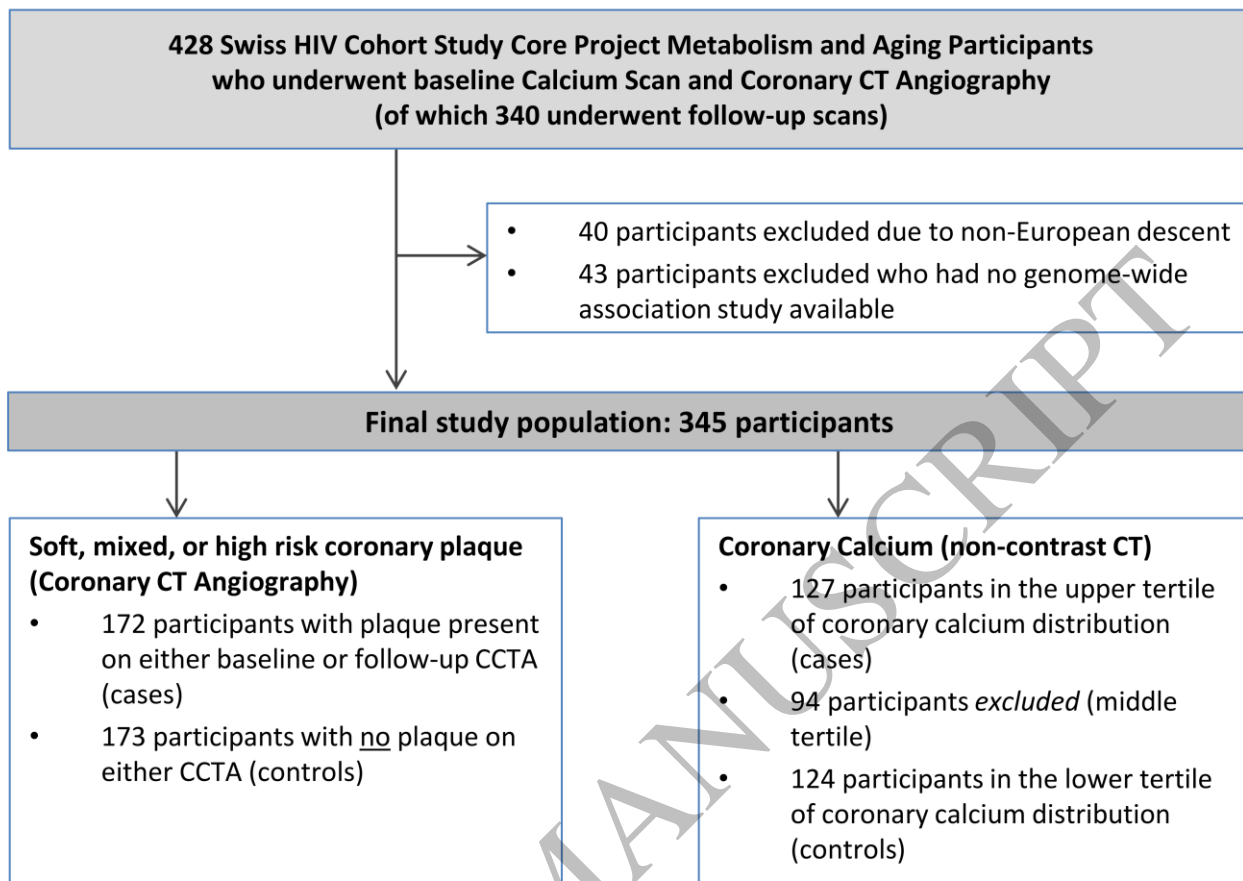 428 Swiss HIV Cohort Study Core Project Metabolism and Aging Participants
who underwent baseline Calcium Scan and Coronary CT Angiography
(of which 340 underwent follow-up scans)
• 40 participants excluded due to non-European descent
• 43 participants excluded who had no genome-wide
association study available
Final study population: 345 participants
Soft, mixed, or high risk coronary plaque
(Coronary CT Angiography)
• 172 participants with plaque present
on either baseline or follow-up CCTA
(cases)
• 173 participants with no plaque on
either CCTA (controls)
Coronary Calcium (non-contrast CT)
• 127 participants in the upper tertile
of coronary calcium distribution
(cases)
• 94 participants excluded (middle
tertile)
• 124 participants in the lower tertile
of coronary calcium distribution
(controls)
MANUSCRIPT